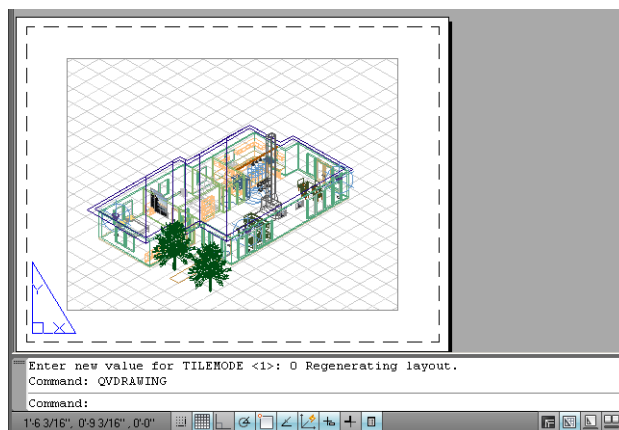 Y
X
Enter new value for TILEMODE <1>: 0 Regenerating layout.
Command: QVDRAWING
Command:
1'-6 3/16", 0'-9 3/16" , 0'-0"